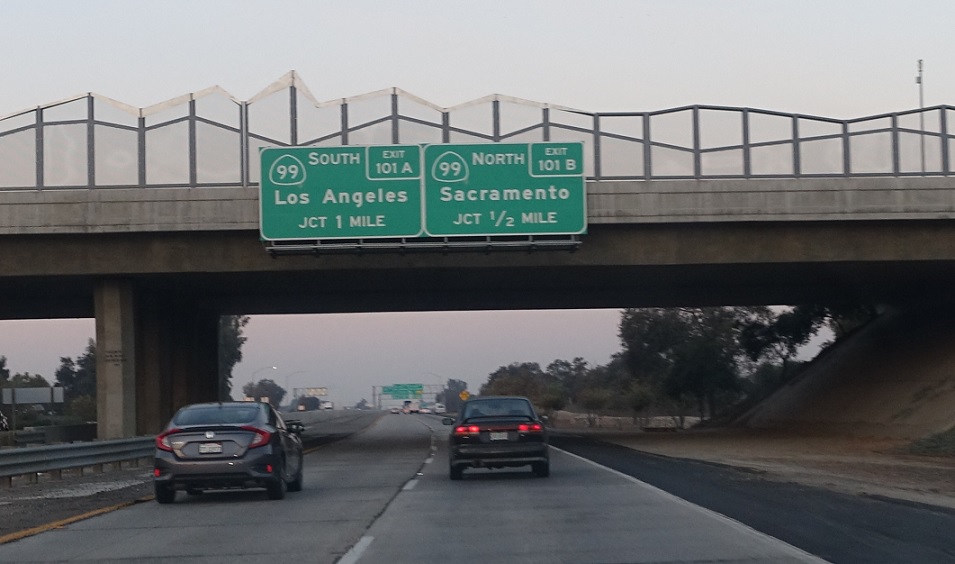 99 SOUTH EXIT 101 A
Los Angeles
JCT 1 MILE
99 NORTH EXIT 101 B
Sacramento
JCT 1/2 MILE